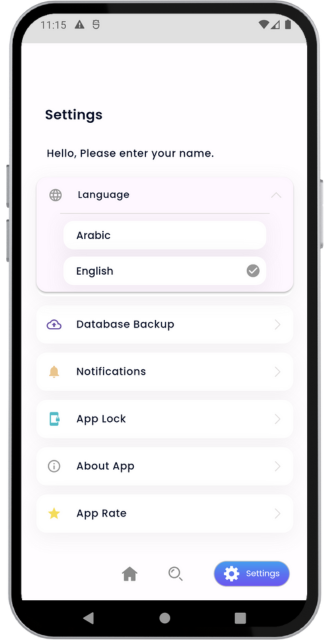 11:15
Settings
Hello, Please enter your name.
Language
Arabic
English
Database Backup
Notifications
App Lock
About App
App Rate
Settings